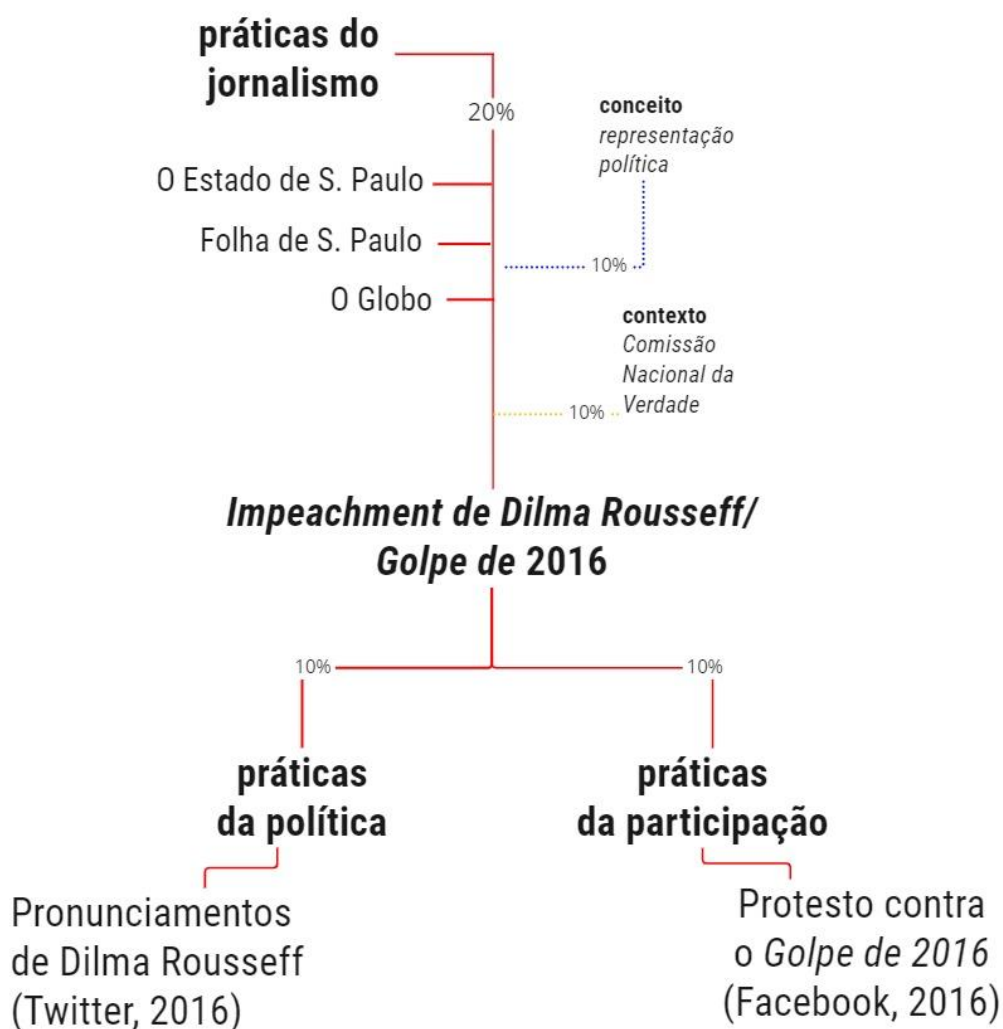 práticas do
jornalismo
20%
conceito
representação
política
O Estado de S. Paulo
Folha de S. Paulo
10%
O Globo
contexto
Comissão
Nacional da
Verdade
10%
Impeachment de Dilma Rousseff/
Golpe de 2016
10%
10%
práticas
da política
práticas
da participação
Pronunciamentos
de Dilma Rousseff
(Twitter, 2016)
Protesto contra
o Golpe de 2016
(Facebook, 2016)